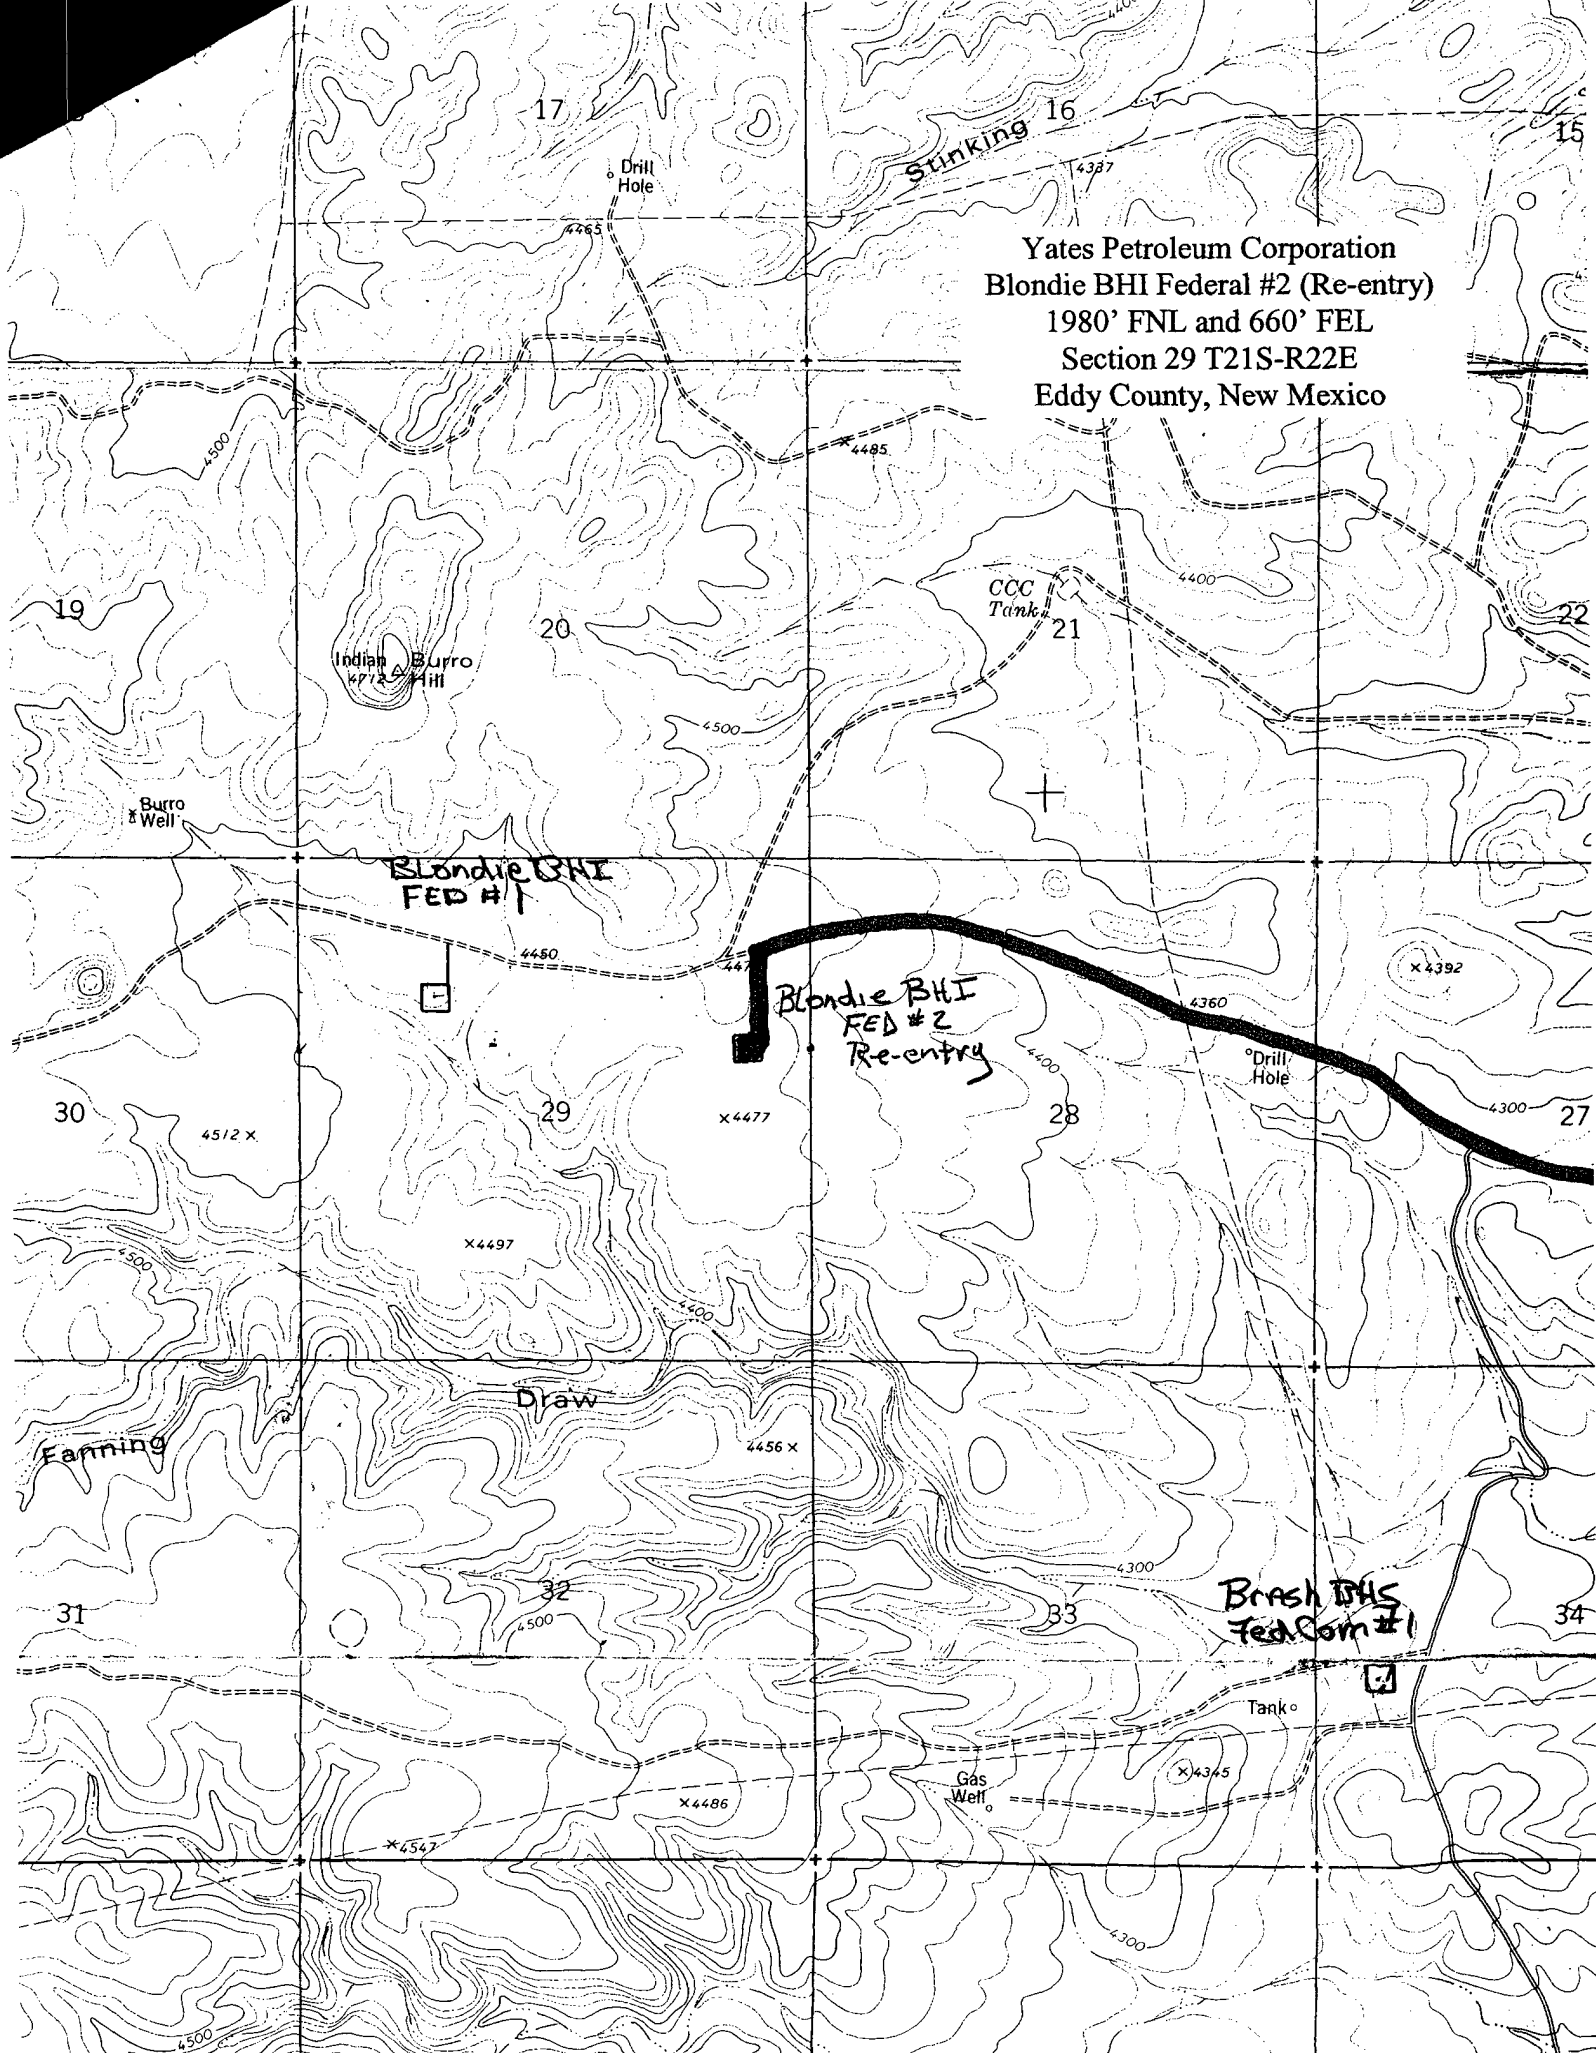 4400
17
16
15
Stinking
Drill
Hole
4337
4465
Yates Petroleum Corporation
Blondie BHI Federal #2 (Re-entry)
1980' FNL and 660' FEL
Section 29 T21S-R22E
Eddy County, New Mexico
4500
4485
CCC
Tank
4400
19
20
21
22
Indian Burro
4712 Hill
4500
Burro
Well
Blondie BHI
FED #1
4450
447
4392
Blondie BHI
FED #2
Re-entry
4360
Drill
Hole
4400
30
29
28
4300
27
4512
4477
4497
4500
4400
Draw
Fanning
4456
4300
31
32
33
34
4500
Brash BHS
Fed Com #1
Tank
4345
Gas
Well
4486
4547
4300
4500